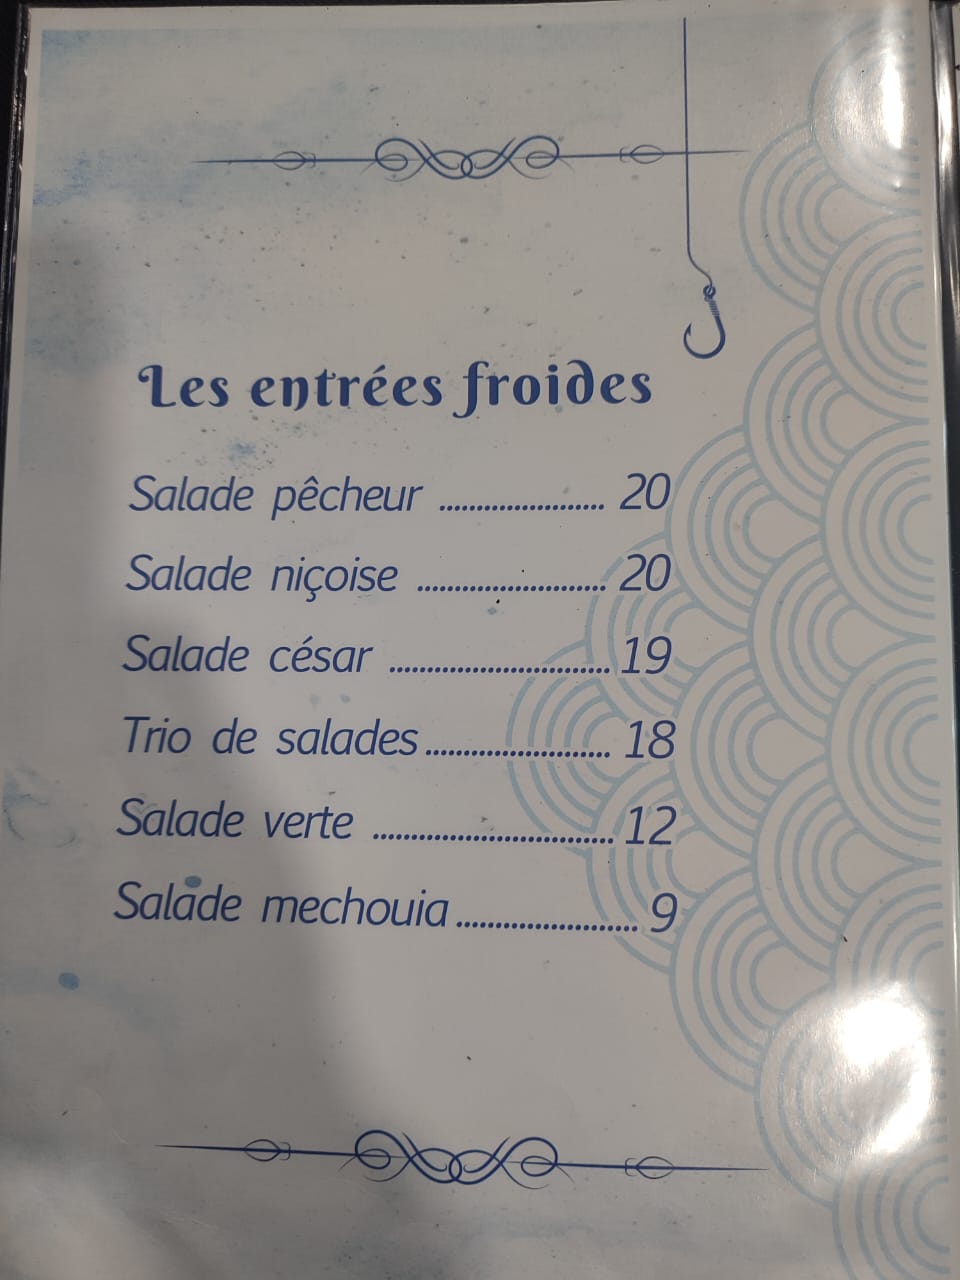 Les entrées froides
Salade pêcheur ...................... 20
Salade niçoise ......................... 20
Salade césar ............................. 19
Trio de salades........................ 18
Salade verte ................................ 12
Salade mechouia........................ 9